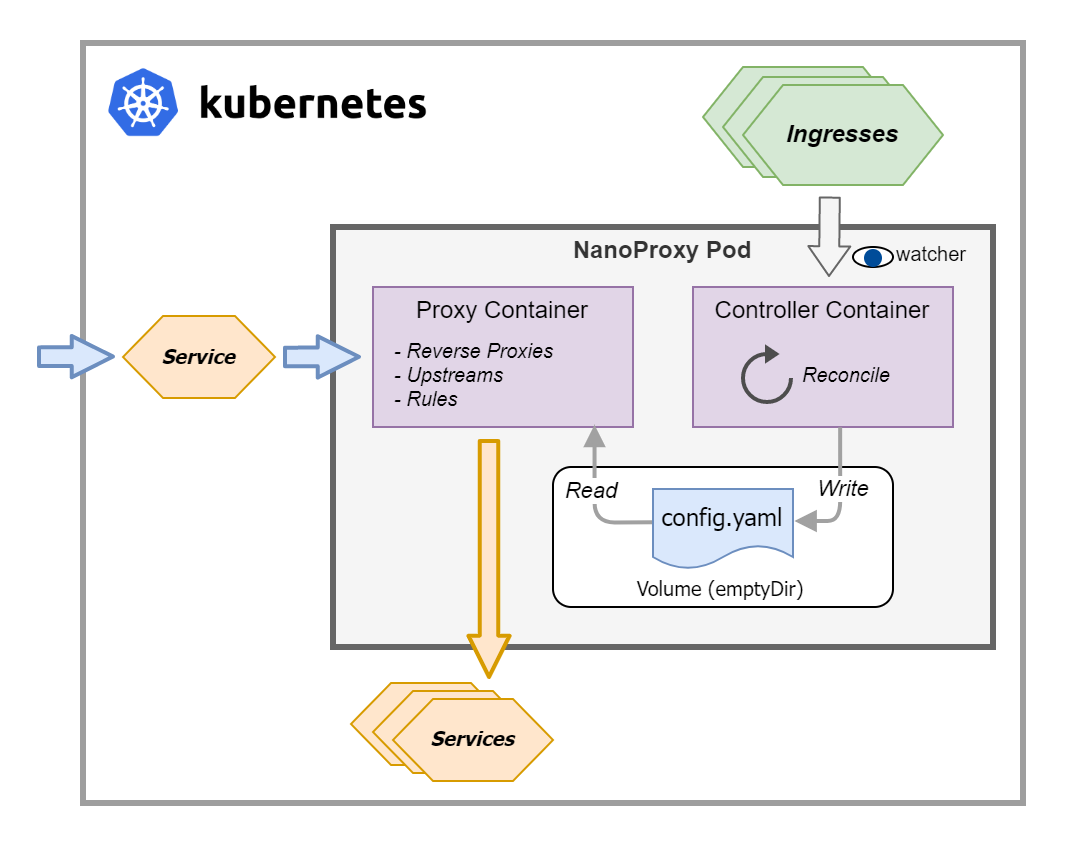 kubernetes
Ingresses
NanoProxy Pod
watcher
Proxy Container
- Reverse Proxies
- Upstreams
- Rules
Controller Container
Reconcile
Service
Read
Write
config.yaml
Volume (emptyDir)
Services